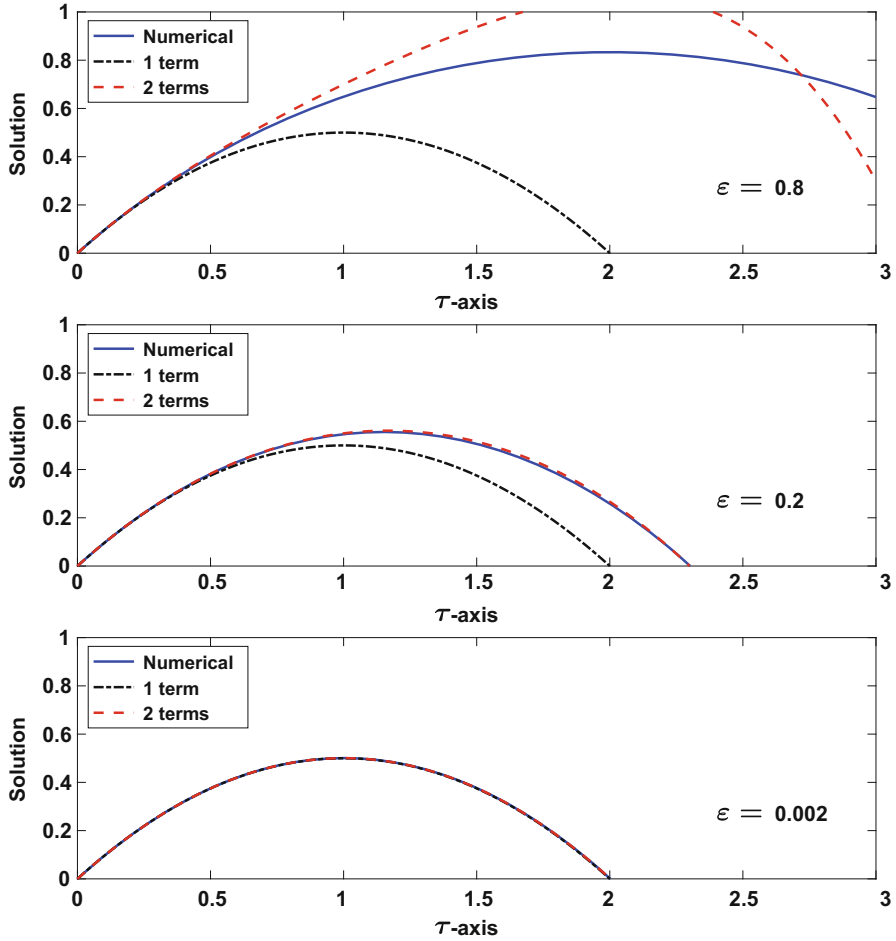 1
0.8
0.6
0.4
0.2
0
Solution
Numerical
1 term
2 terms
ε = 0.8
0 0.5 1 1.5 2 2.5 3
τ-axis
1
0.8
0.6
0.4
0.2
0
Solution
Numerical
1 term
2 terms
ε = 0.2
0 0.5 1 1.5 2 2.5 3
τ-axis
1
0.8
0.6
0.4
0.2
0
Solution
Numerical
1 term
2 terms
ε = 0.002
0 0.5 1 1.5 2 2.5 3
τ-axis